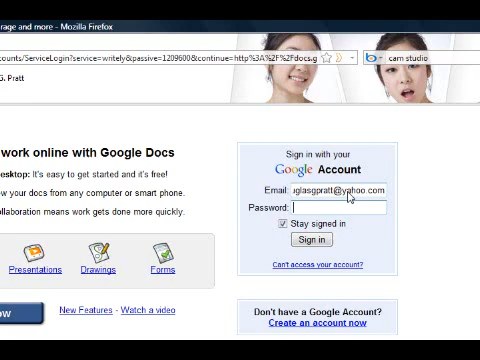 rage and more - Mozilla Firefox
counts/ServiceLogin?service=writely&passive=1209600&continue=http%3A%2F%2Fdocs.g
cam studio
G. Pratt
work online with Google Docs
Sign in with your
Google Account
esktop: It's easy to get started and it's free!
Email: uglasgpratt@yahoo.com
ew your docs from any computer or smart phone.
Password:
ollaboration means work gets done more quickly.
Stay signed in
Sign in
Presentations Drawings Forms
Can't access your account?
ow
New Features - Watch a video
Don't have a Google Account?
Create an account now